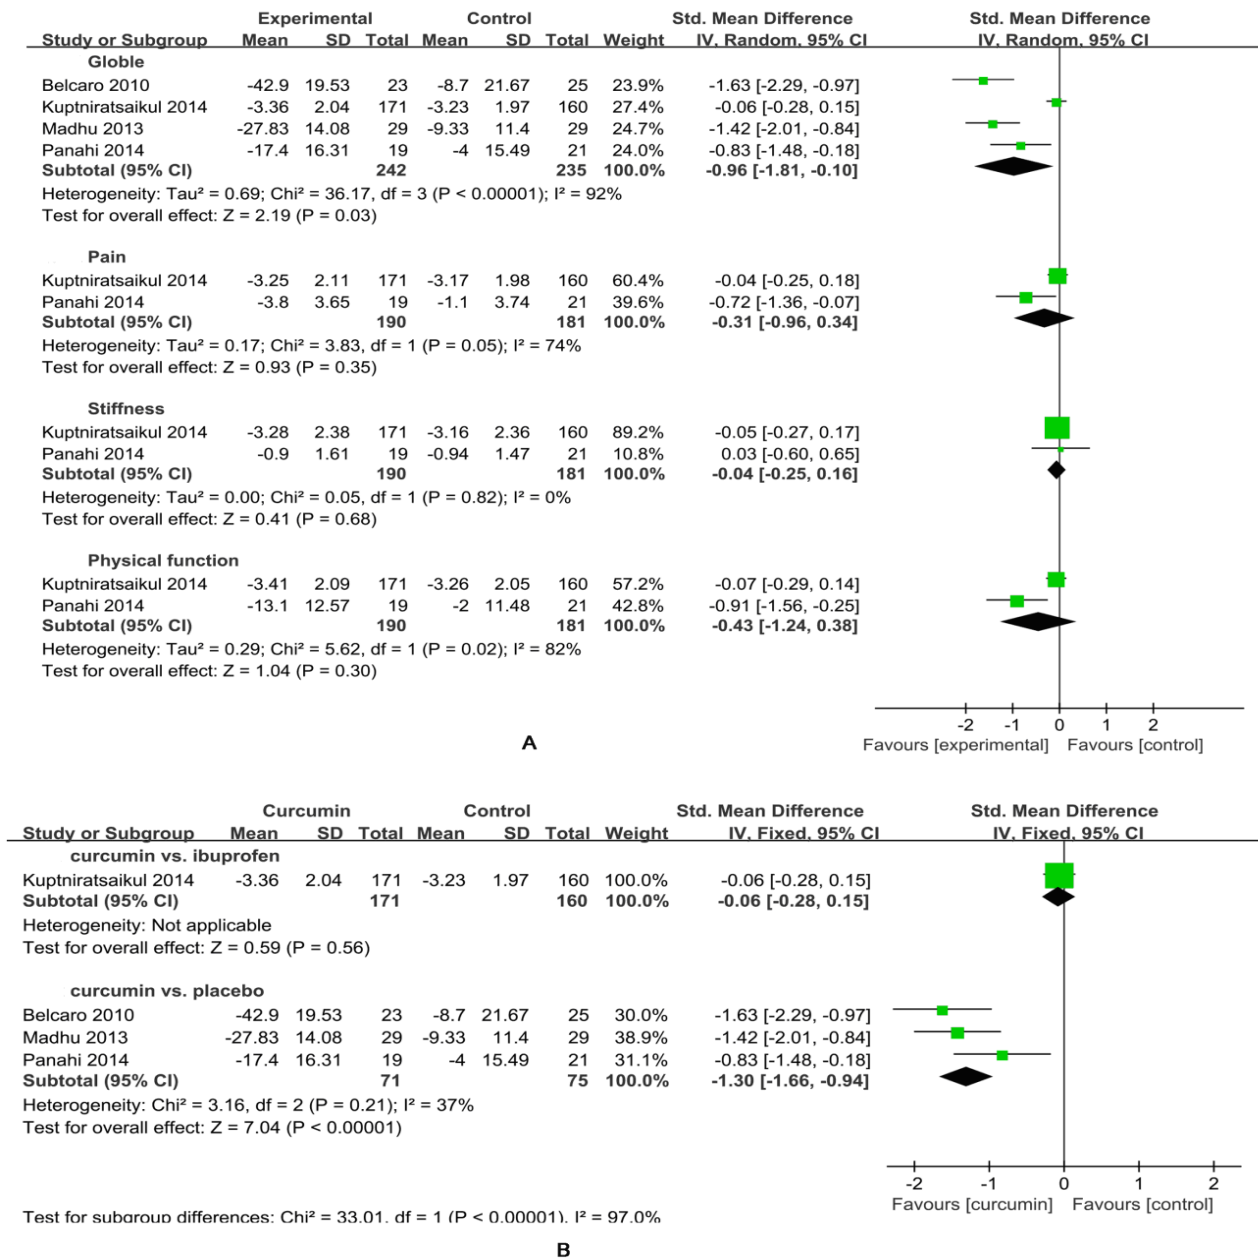 Experimental Control Std. Mean Difference Std. Mean Difference
Study or Subgroup Mean SD Total Mean SD Total Weight IV, Random, 95% CI IV, Random, 95% CI
Globle
Belcaro 2010 -42.9 19.53 23 -8.7 21.67 25 23.9% -1.63 [-2.29, -0.97]
Kuptniratsaikul 2014 -3.36 2.04 171 -3.23 1.97 160 27.4% -0.06 [-0.28, 0.15]
Madhu 2013 -27.83 14.08 29 -9.33 11.4 29 24.7% -1.42 [-2.01, -0.84]
Panahi 2014 -17.4 16.31 19 -4 15.49 21 24.0% -0.83 [-1.48, -0.18]
Subtotal (95% CI) 242 235 100.0% -0.96 [-1.81, -0.10]
Heterogeneity: Tau² = 0.69; Chi² = 36.17, df = 3 (P < 0.00001); I² = 92%
Test for overall effect: Z = 2.19 (P = 0.03)
Pain
Kuptniratsaikul 2014 -3.25 2.11 171 -3.17 1.98 160 60.4% -0.04 [-0.25, 0.18]
Panahi 2014 -3.8 3.65 19 -1.1 3.74 21 39.6% -0.72 [-1.36, -0.07]
Subtotal (95% CI) 190 181 100.0% -0.31 [-0.96, 0.34]
Heterogeneity: Tau² = 0.17; Chi² = 3.83, df = 1 (P = 0.05); I² = 74%
Test for overall effect: Z = 0.93 (P = 0.35)
Stiffness
Kuptniratsaikul 2014 -3.28 2.38 171 -3.16 2.36 160 89.2% -0.05 [-0.27, 0.17]
Panahi 2014 -0.9 1.61 19 -0.94 1.47 21 10.8% 0.03 [-0.60, 0.65]
Subtotal (95% CI) 190 181 100.0% -0.04 [-0.25, 0.16]
Heterogeneity: Tau² = 0.00; Chi² = 0.05, df = 1 (P = 0.82); I² = 0%
Test for overall effect: Z = 0.41 (P = 0.68)
Physical function
Kuptniratsaikul 2014 -3.41 2.09 171 -3.26 2.05 160 57.2% -0.07 [-0.29, 0.14]
Panahi 2014 -13.1 12.57 19 -2 11.48 21 42.8% -0.91 [-1.56, -0.25]
Subtotal (95% CI) 190 181 100.0% -0.43 [-1.24, 0.38]
Heterogeneity: Tau² = 0.29; Chi² = 5.62, df = 1 (P = 0.02); I² = 82%
Test for overall effect: Z = 1.04 (P = 0.30)
-2 -1 0 1 2
Favours [experimental] Favours [control]
A
Curcumin Control Std. Mean Difference Std. Mean Difference
Study or Subgroup Mean SD Total Mean SD Total Weight IV, Fixed, 95% CI IV, Fixed, 95% CI
curcumin vs. ibuprofen
Kuptniratsaikul 2014 -3.36 2.04 171 -3.23 1.97 160 100.0% -0.06 [-0.28, 0.15]
Subtotal (95% CI) 171 160 100.0% -0.06 [-0.28, 0.15]
Heterogeneity: Not applicable
Test for overall effect: Z = 0.59 (P = 0.56)
curcumin vs. placebo
Belcaro 2010 -42.9 19.53 23 -8.7 21.67 25 30.0% -1.63 [-2.29, -0.97]
Madhu 2013 -27.83 14.08 29 -9.33 11.4 29 38.9% -1.42 [-2.01, -0.84]
Panahi 2014 -17.4 16.31 19 -4 15.49 21 31.1% -0.83 [-1.48, -0.18]
Subtotal (95% CI) 71 75 100.0% -1.30 [-1.66, -0.94]
Heterogeneity: Chi² = 3.16, df = 2 (P = 0.21); I² = 37%
Test for overall effect: Z = 7.04 (P < 0.00001)
-2 -1 0 1 2
Favours [curcumin] Favours [control]
Test for subgroup differences: Chi² = 33.01, df = 1 (P < 0.00001), I² = 97.0%
B